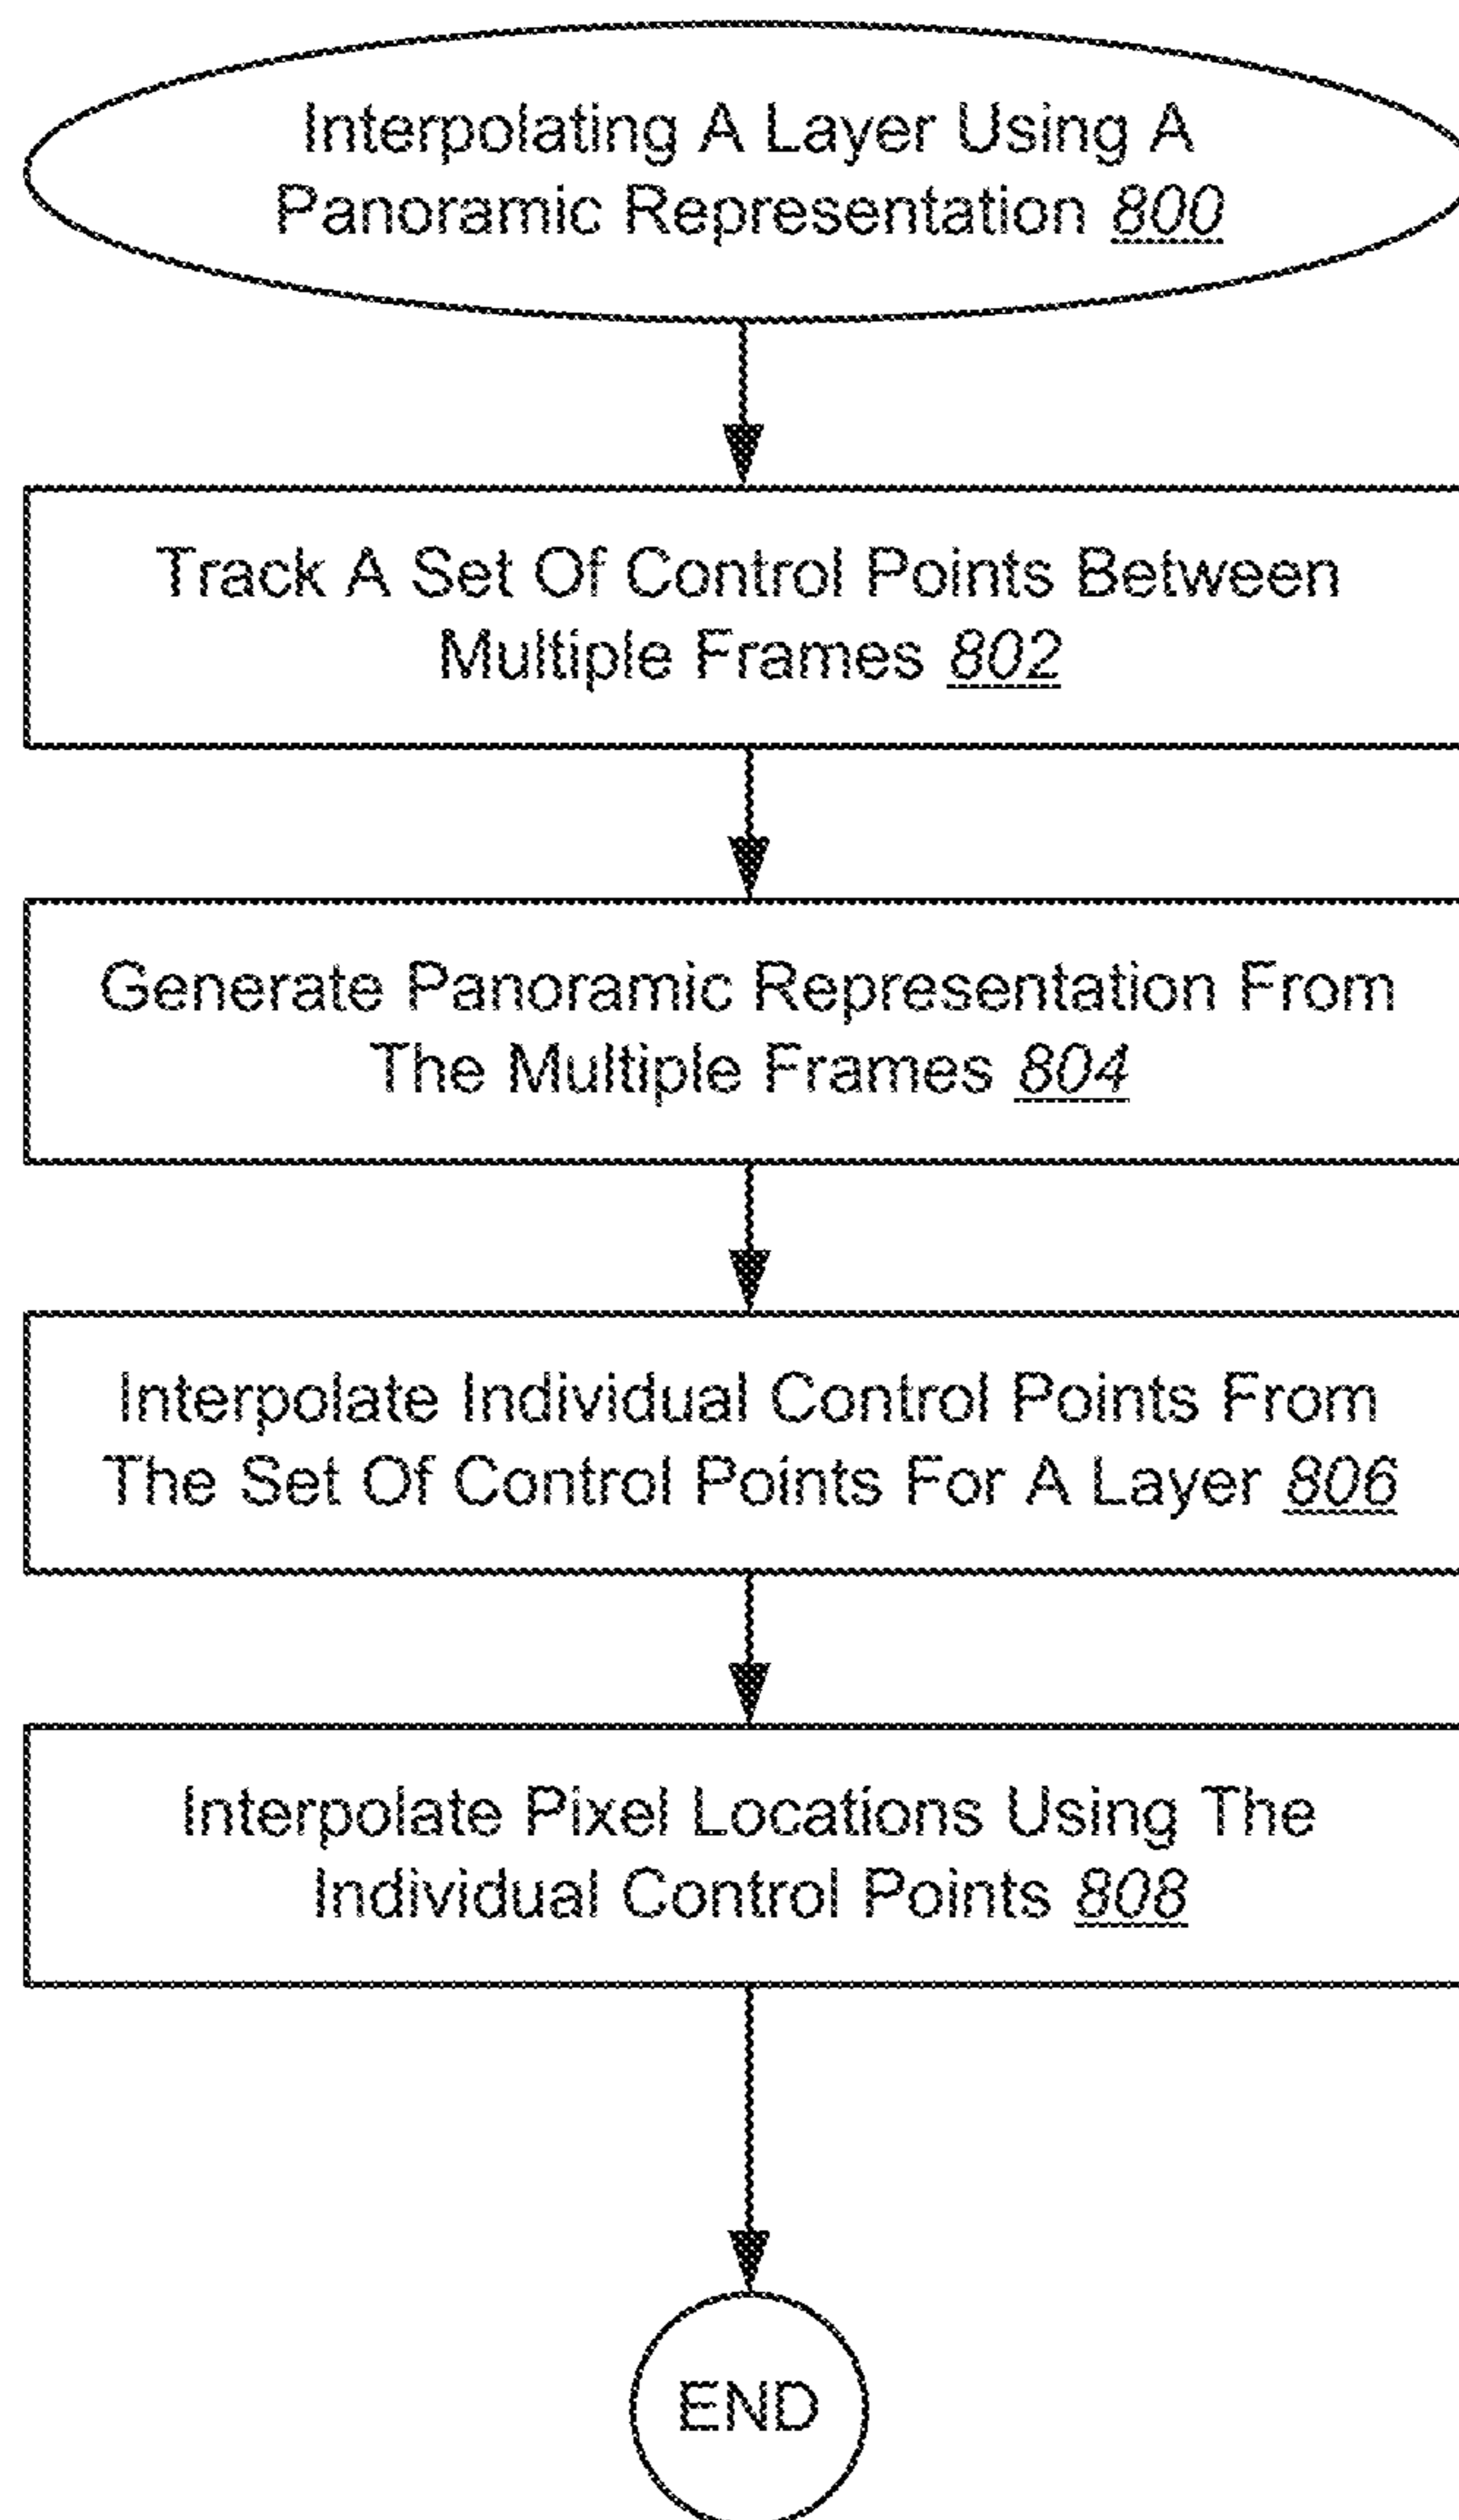 Interpolating A Layer Using A
Panoramic Representation 800
Track A Set Of Control Points Between
Multiple Frames 802
Generate Panoramic Representation From
The Multiple Frames 804
Interpolate Individual Control Points From
The Set Of Control Points For A Layer 806
Interpolate Pixel Locations Using The
Individual Control Points 808
END